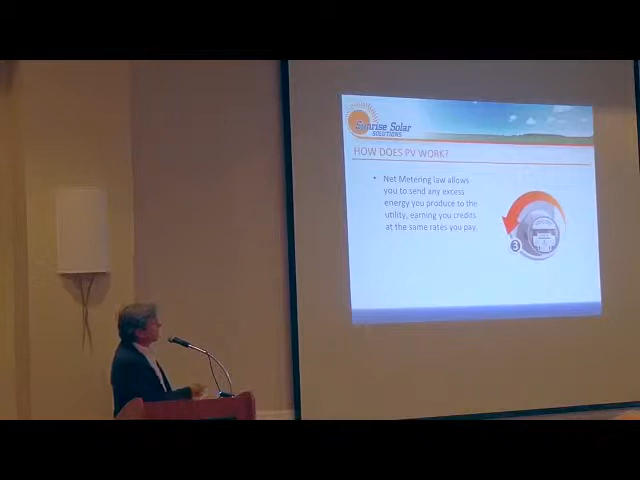 Sunrise Solar
SOLUTIONS
HOW DOES PV WORK?
• Net Metering law allows
you to send any excess
energy you produce to the
utility, earning you credits
at the same rates you pay.
3